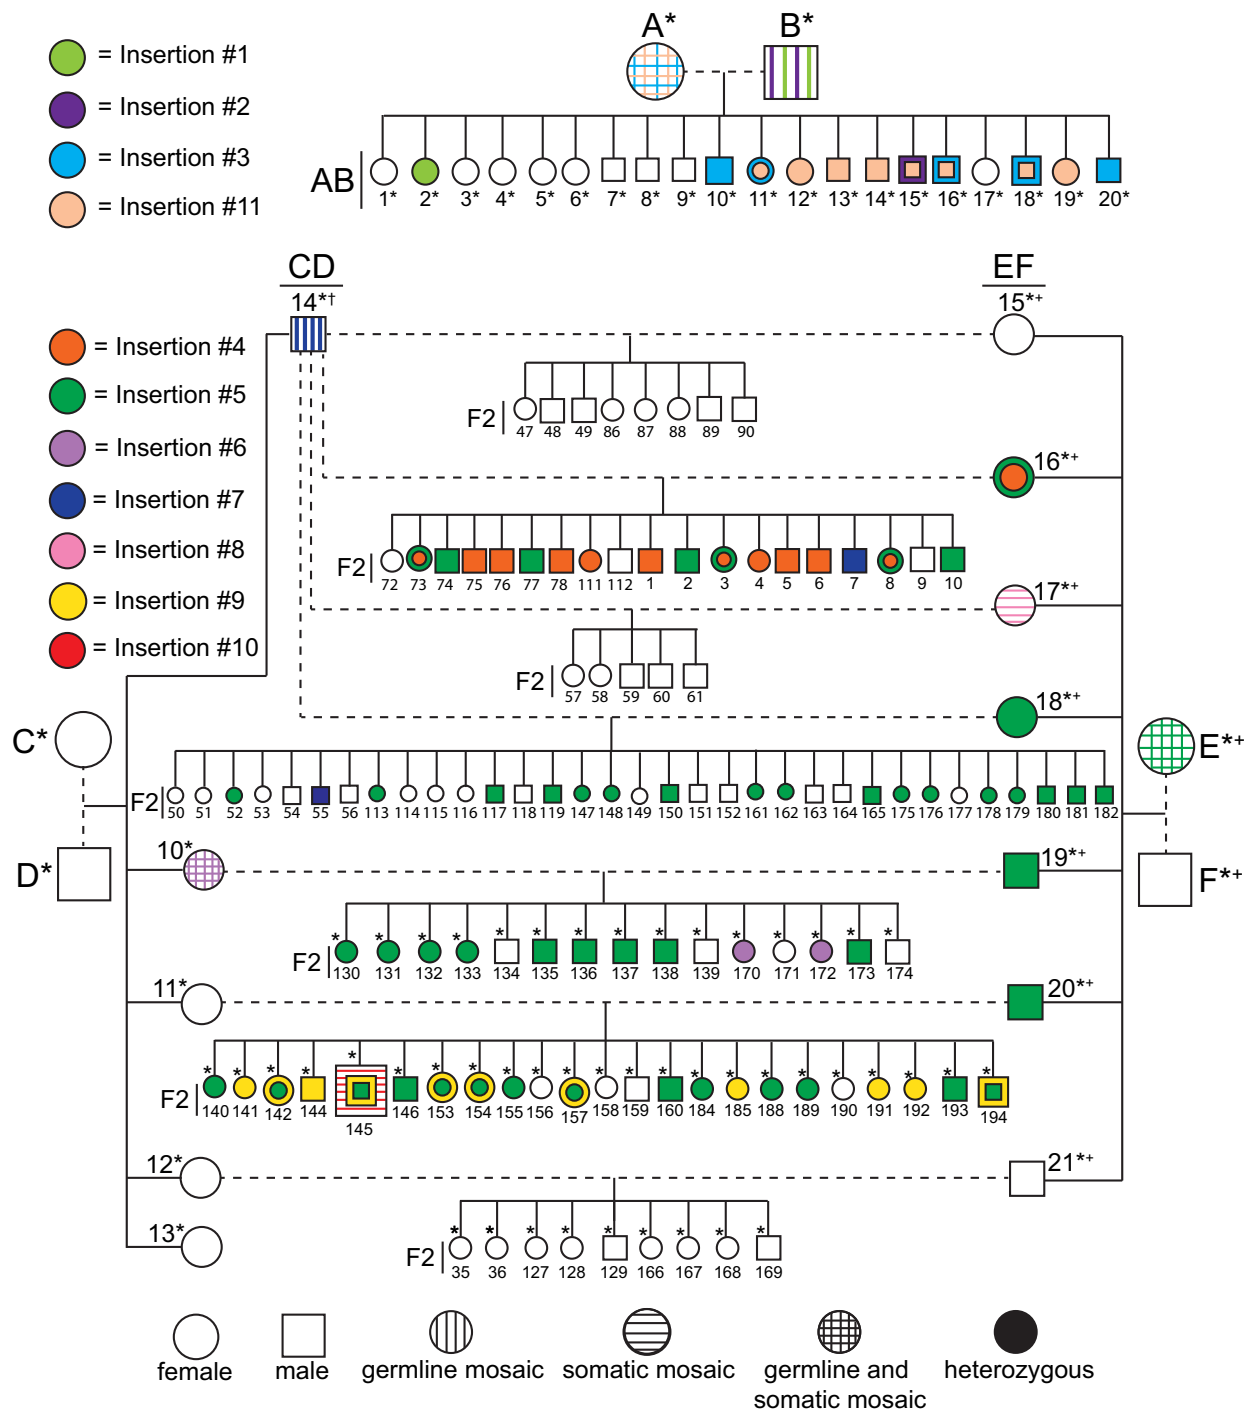 A* B*
= Insertion #1
= Insertion #2
= Insertion #3
= Insertion #11
AB
1* 2* 3* 4* 5* 6* 7* 8* 9* 10* 11* 12* 13* 14* 15* 16* 17* 18* 19* 20*
CD EF
14*† 15*+
= Insertion #4
= Insertion #5
= Insertion #6
= Insertion #7
= Insertion #8
= Insertion #9
= Insertion #10
F2
47 48 49 86 87 88 89 90
16*+
F2
72 73 74 75 76 77 78 111 112 1 2 3 4 5 6 7 8 9 10
17*+
F2
57 58 59 60 61
18*+
C* E*+
F2
50 51 52 53 54 55 56 113 114 115 116 117 118 119 147 148 149 150 151 152 161 162 163 164 165 175 176 177 178 179 180 181 182
D* F*+
10* 19*+
* * * * * * * * * * * * * * *
F2
130 131 132 133 134 135 136 137 138 139 170 171 172 173 174
11* 20*+
* * * * * * * * * * * * * * * * * * * * * * *
F2
140 141 142 144 145 146 153 154 155 156 157 158 159 160 184 185 188 189 190 191 192 193 194
12* 21*+
13*
* * * * * * * * *
F2
35 36 127 128 129 166 167 168 169
female male germline mosaic somatic mosaic germline and heterozygous
somatic mosaic